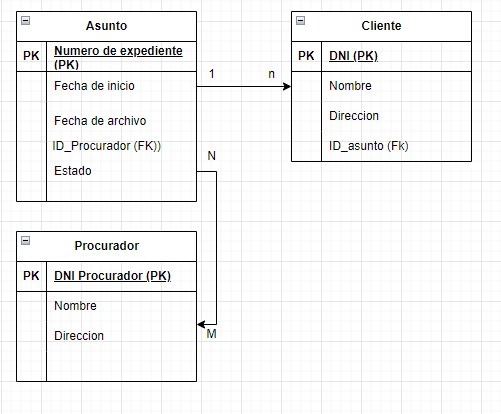 Asunto
PK
Numero de expediente
(PK)
Fecha de inicio
Fecha de archivo
ID_Procurador (FK))
Estado
1
n
Cliente
PK
DNI (PK)
Nombre
Direccion
ID_asunto (Fk)
N
M
Procurador
PK
DNI Procurador (PK)
Nombre
Direccion